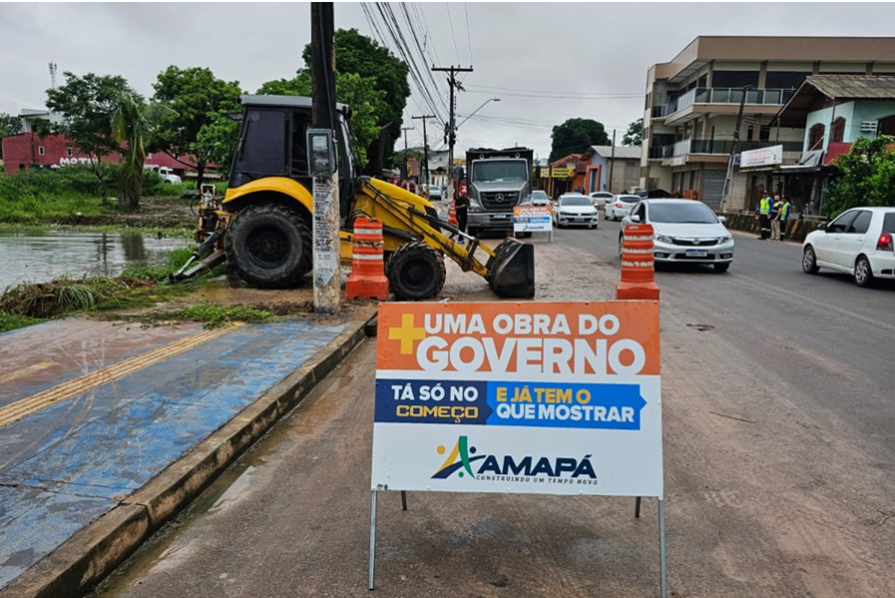 +UMA OBRA DO
GOVERNO
TÁ SÓ NO
COMEÇO
E JÁ TEM O
QUE MOSTRAR
AMAPÁ
CONSTRUINDO UM TEMPO NOVO